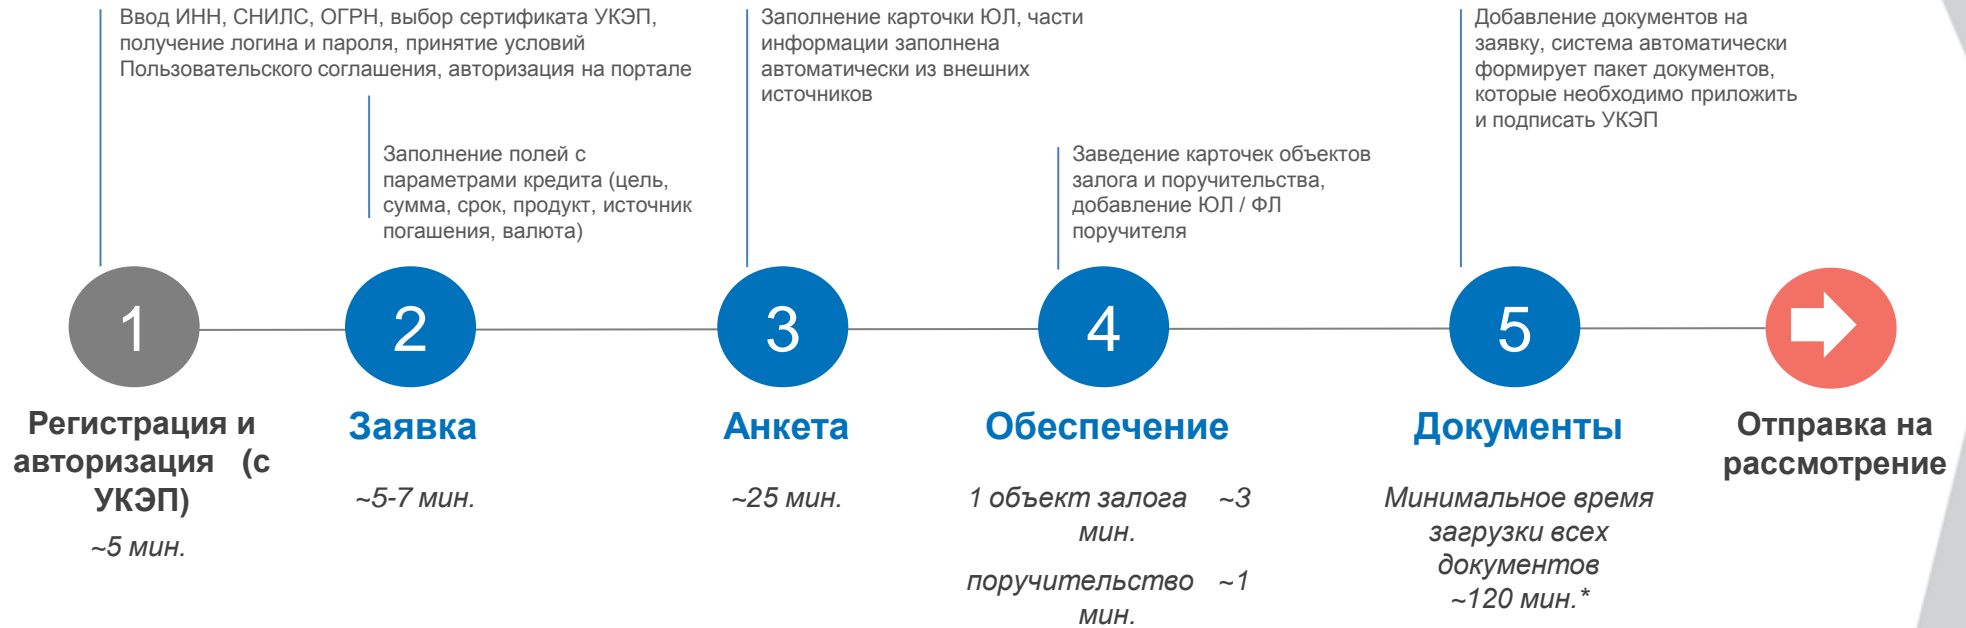 Ввод ИНН, СНИЛС, ОГРН, выбор сертификата УКЭП,
получение логина и пароля, принятие условий
Пользовательского соглашения, авторизация на портале
Заполнение полей с
параметрами кредита (цель,
сумма, срок, продукт, источник
погашения, валюта)
Заполнение карточки ЮЛ, части
информации заполнена
автоматически из внешних
источников
Заведение карточек объектов
залога и поручительства,
добавление ЮЛ / ФЛ
поручителя
Добавление документов на
заявку, система автоматически
формирует пакет документов,
которые необходимо приложить
и подписать УКЭП
1
2
3
4
5
Регистрация и
авторизация (с
УКЭП)
~5 мин.
Заявка
~5-7 мин.
Анкета
~25 мин.
Обеспечение
1 объект залога ~3
мин.
поручительство ~1
мин.
Документы
Минимальное время
загрузки всех
документов
~120 мин.*
Отправка на
рассмотрение